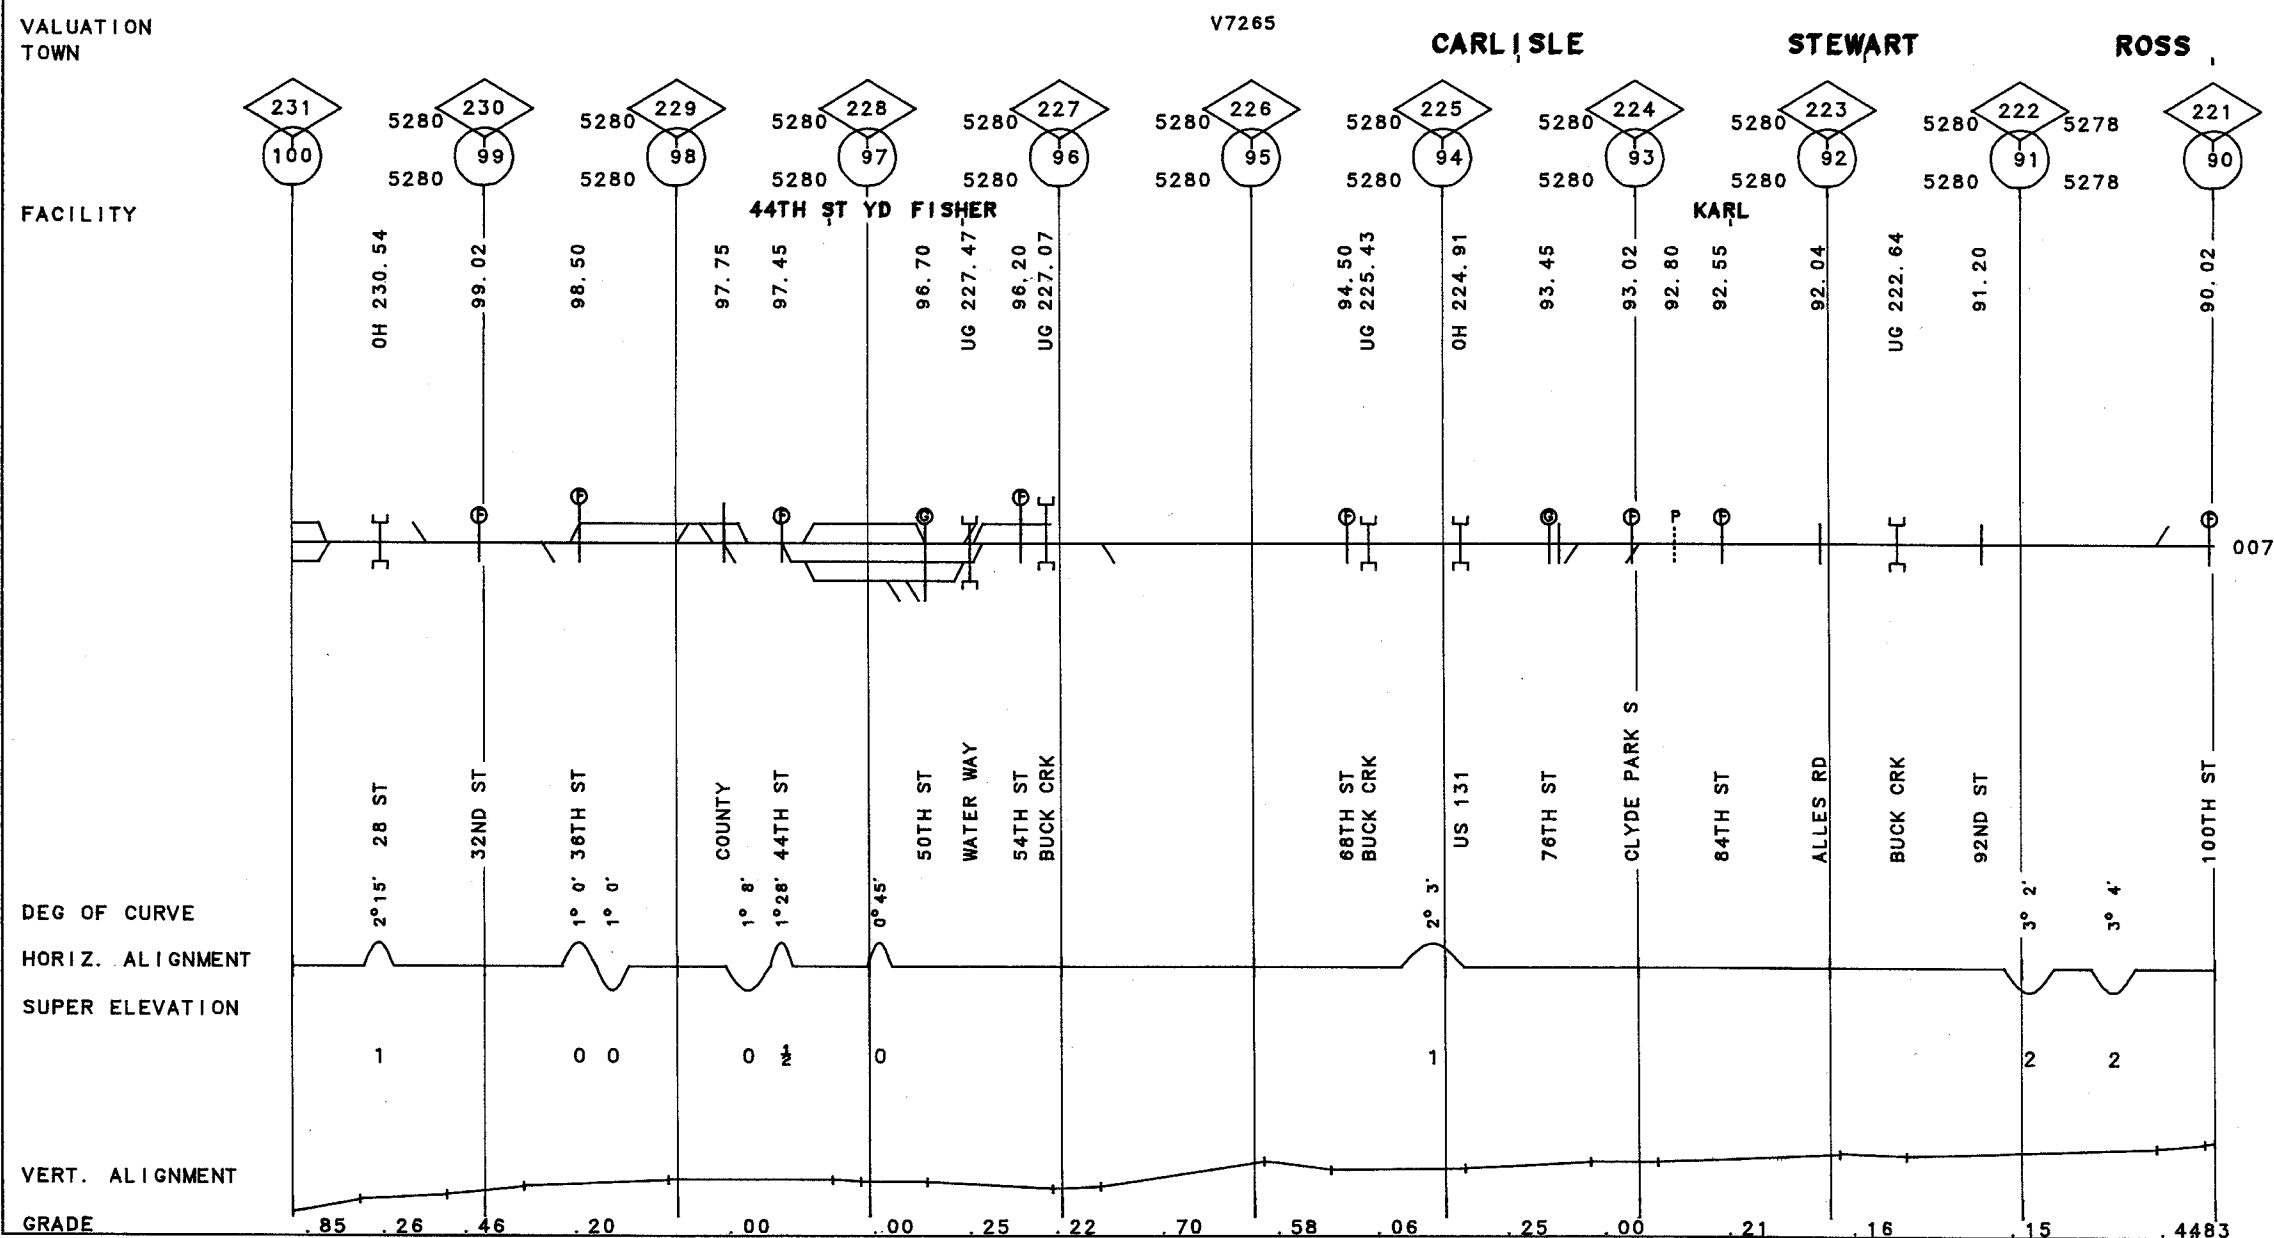 VALUATION V7265
TOWN CARLISLE STEWART ROSS
231 230 229 228 227 226 225 224 223 222 221
5280 5280 5280 5280 5280 5280 5280 5280 5280 5278
100 99 98 97 96 95 94 93 92 91 90
5280 5280 5280 5280 5280 5280 5280 5280 5280 5278
FACILITY 44TH ST YD FISHER KARL
OH 230.54
99.02
98.50
97.75
97.45
96.70
UG 227.47
96.20
UG 227.07
94.50
UG 225.43
OH 224.91
93.45
93.02
92.80
92.55
92.04
UG 222.64
91.20
90.02
F F F G F F G F P F F
007
28 ST
32ND ST
36TH ST
COUNTY
44TH ST
50TH ST
WATER WAY
54TH ST
BUCK CRK
68TH ST
BUCK CRK
US 131
76TH ST
CLYDE PARK S
84TH ST
ALLES RD
BUCK CRK
92ND ST
100TH ST
DEG OF CURVE 2°15' 1° 0' 1° 0' 1° 8' 1°28' 0°45' 2° 3' 3° 2' 3° 4'
HORIZ. ALIGNMENT
SUPER ELEVATION
1 0 0 0 ½ 0 1 2 2
VERT. ALIGNMENT
GRADE .85 .26 .46 .20 .00 .00 .25 .22 .70 .58 .06 .25 .00 .21 .16 .15 .4483